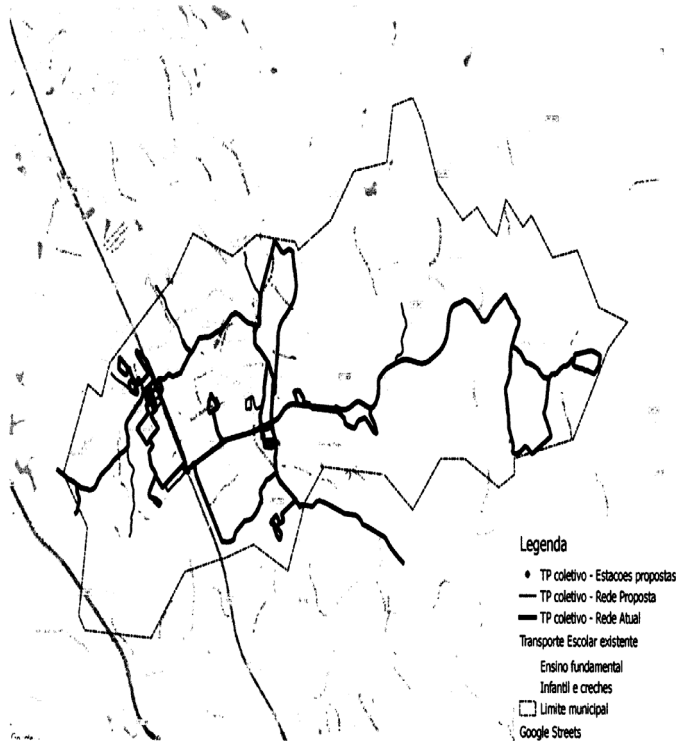 Legenda
TP coletivo - Estacoes propostas
TP coletivo - Rede Proposta
TP coletivo - Rede Atual
Transporte Escolar existente
Ensino fundamental
Infantil e creches
Limite municipal
Google Streets